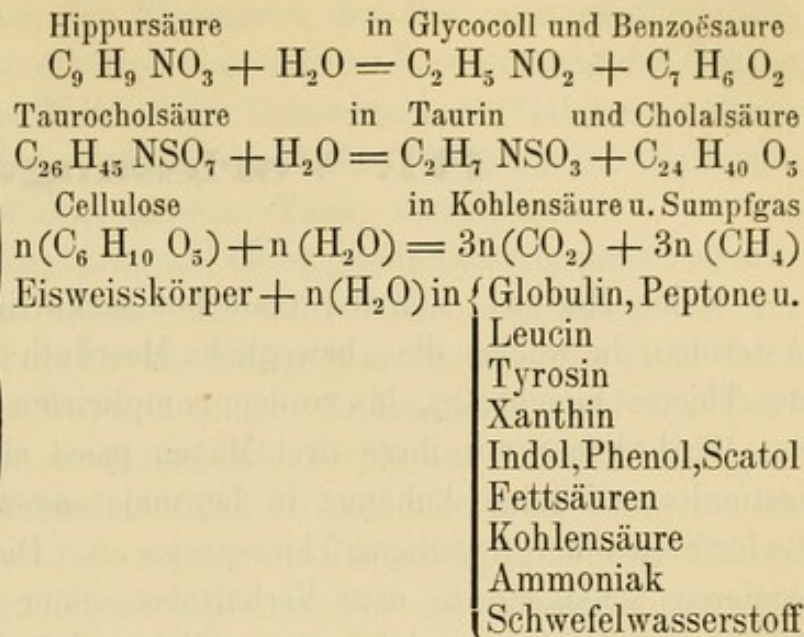 Hippursäure in Glycocoll und Benzoësaure
C₉ H₉ NO₃ + H₂O = C₂ H₅ NO₂ + C₇ H₆ O₂
Taurocholsäure in Taurin und Cholalsäure
C₂₆ H₄₅ NSO₇ + H₂O = C₂H₇ NSO₃ + C₂₄ H₄₀ O₅
Cellulose in Kohlensäure u. Sumpfgas
n(C₆ H₁₀ O₅) + n (H₂O) = 3n(CO₂) + 3n (CH₄)
Eisweisskörper + n(H₂O) in { Globulin, Peptone u.
Leucin
Tyrosin
Xanthin
Indol, Phenol, Scatol
Fettsäuren
Kohlensäure
Ammoniak
Schwefelwasserstoff